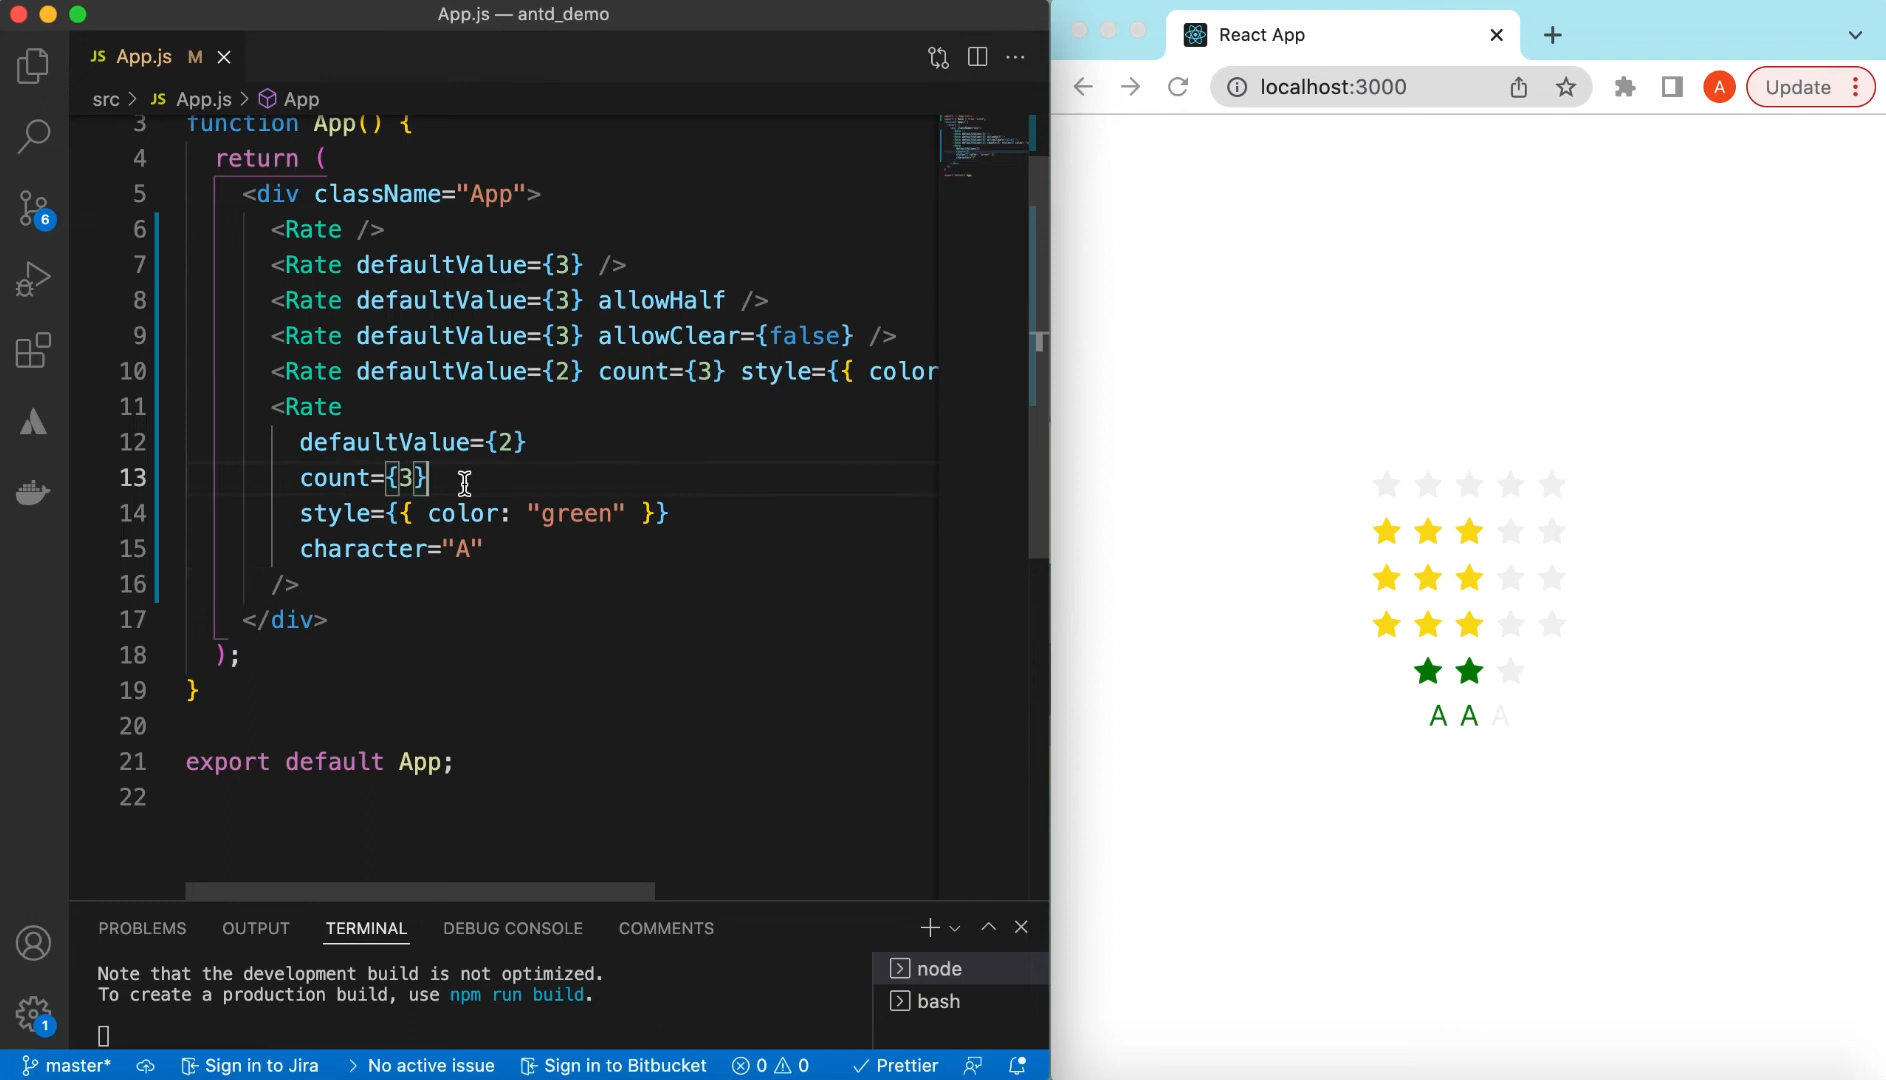 App.js — antd_demo
JS App.js M
src > JS App.js > App
3 function App() {
4 return (
5 <div className="App">
6 <Rate />
7 <Rate defaultValue={3} />
8 <Rate defaultValue={3} allowHalf />
9 <Rate defaultValue={3} allowClear={false} />
10 <Rate defaultValue={2} count={3} style={{ color
11 <Rate
12 defaultValue={2}
13 count={3}
14 style={{ color: "green" }}
15 character="A"
16 />
17 </div>
18 );
19 }
20
21 export default App;
22
6
1
PROBLEMS OUTPUT TERMINAL DEBUG CONSOLE COMMENTS
Note that the development build is not optimized.
To create a production build, use npm run build.
node
bash
master* Sign in to Jira > No active issue Sign in to Bitbucket 0 0 Prettier
React App
localhost:3000 A Update
A A A